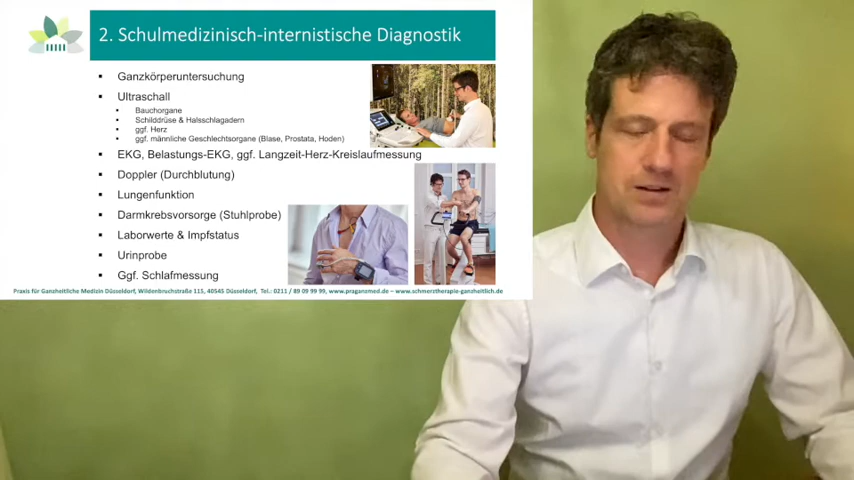 2. Schulmedizinisch-internistische Diagnostik
Ganzkörperuntersuchung
Ultraschall
Bauchorgane
Schilddrüse & Halsschlagadern
ggf. Herz
ggf. männliche Geschlechtsorgane (Blase, Prostata, Hoden)
EKG, Belastungs-EKG, ggf. Langzeit-Herz-Kreislaufmessung
Doppler (Durchblutung)
Lungenfunktion
Darmkrebsvorsorge (Stuhlprobe)
Laborwerte & Impfstatus
Urinprobe
Ggf. Schlafmessung
Praxis für Ganzheitliche Medizin Düsseldorf, Wildenbruchstraße 115, 40545 Düsseldorf, Tel.: 0211 / 89 09 99 99, www.pragansmed.de – www.schmerztherapie-ganzheitlich.de